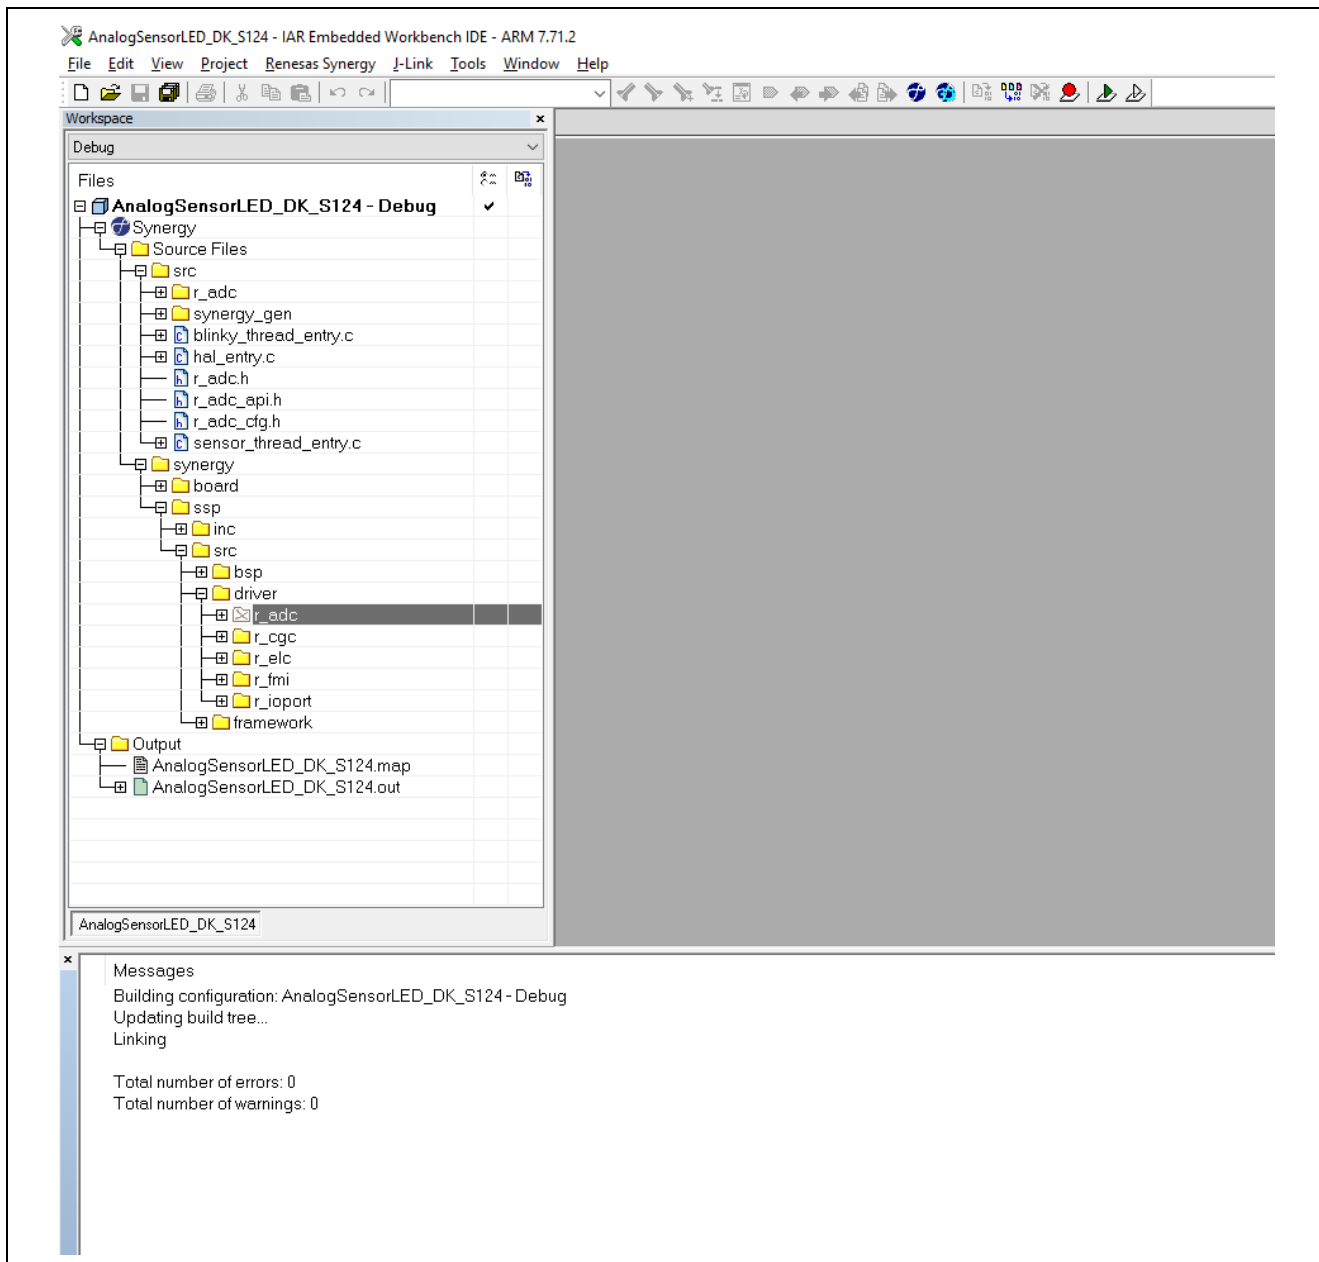 AnalogSensorLED_DK_S124 - IAR Embedded Workbench IDE - ARM 7.71.2
File Edit View Project Renesas Synergy J-Link Tools Window Help
Workspace
Debug
Files
AnalogSensorLED_DK_S124 - Debug
Synergy
Source Files
src
r_adc
synergy_gen
blinky_thread_entry.c
hal_entry.c
r_adc.h
r_adc_api.h
r_adc_cfg.h
sensor_thread_entry.c
synergy
board
ssp
inc
src
bsp
driver
r_adc
r_cgc
r_elc
r_fmi
r_ioport
framework
Output
AnalogSensorLED_DK_S124.map
AnalogSensorLED_DK_S124.out
AnalogSensorLED_DK_S124
Messages
Building configuration: AnalogSensorLED_DK_S124 - Debug
Updating build tree...
Linking
Total number of errors: 0
Total number of warnings: 0